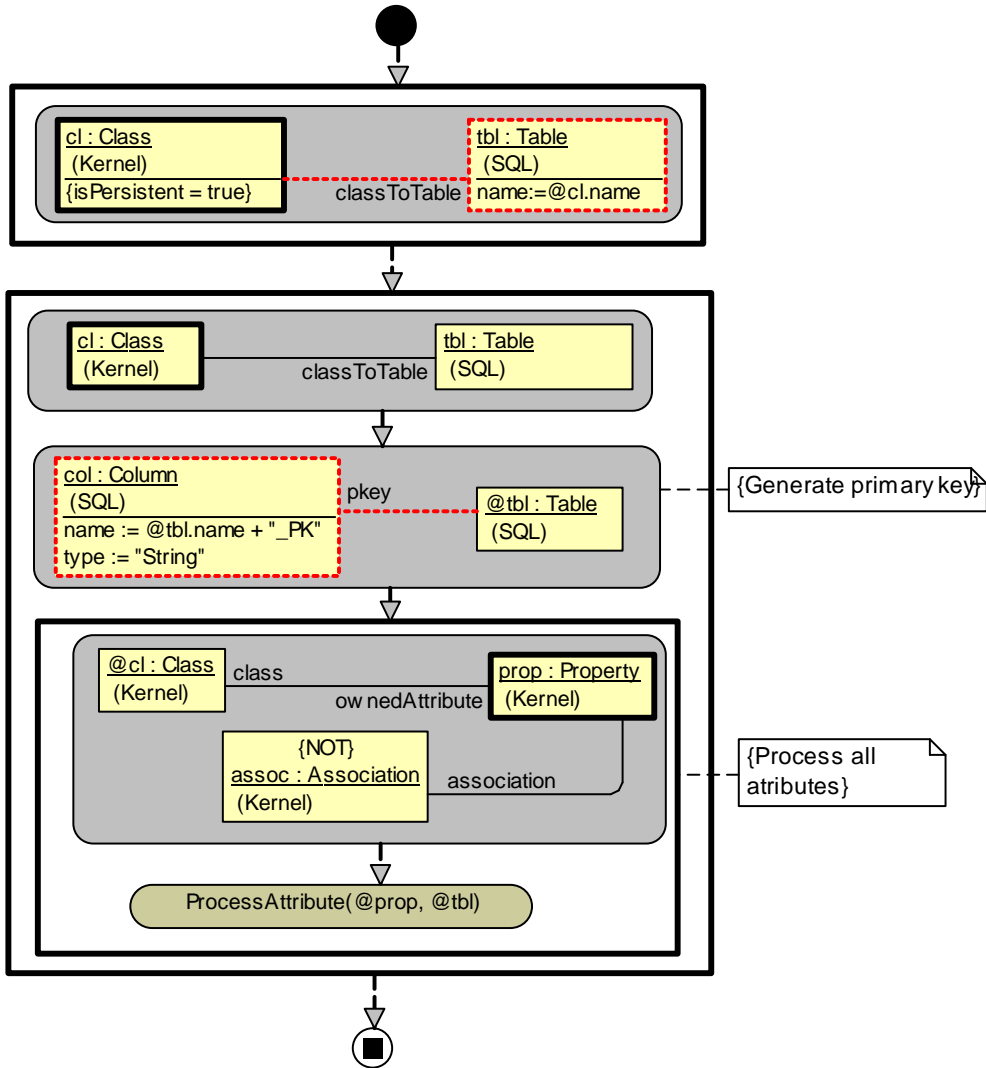 cl : Class
(Kernel)
{isPersistent = true}
classToTable
tbl : Table
(SQL)
name:=@cl.name
cl : Class
(Kernel)
classToTable
tbl : Table
(SQL)
col : Column
(SQL)
name := @tbl.name + "_PK"
type := "String"
pkey
@tbl : Table
(SQL)
{Generate primary key}
@cl : Class
(Kernel)
class
ownedAttribute
prop : Property
(Kernel)
{NOT}
assoc : Association
(Kernel)
association
{Process all
atributes}
ProcessAttribute(@prop, @tbl)